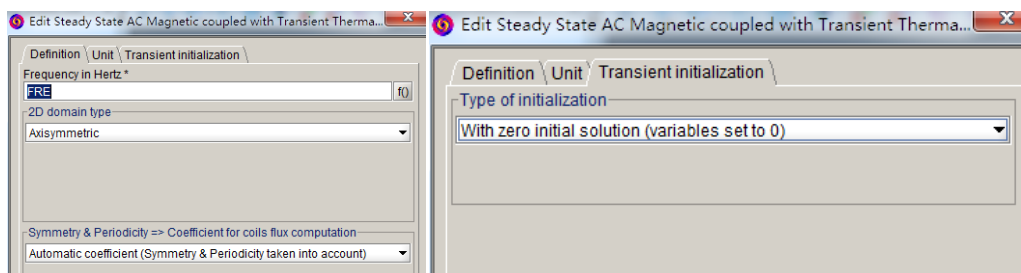 Edit Steady State AC Magnetic coupled with Transient Therma...
Definition Unit Transient initialization
Frequency in Hertz *
FRE f()
2D domain type
Axisymmetric
Symmetry & Periodicity => Coefficient for coils flux computation
Automatic coefficient (Symmetry & Periodicity taken into account)
Edit Steady State AC Magnetic coupled with Transient Therma...
Definition Unit Transient initialization
Type of initialization
With zero initial solution (variables set to 0)